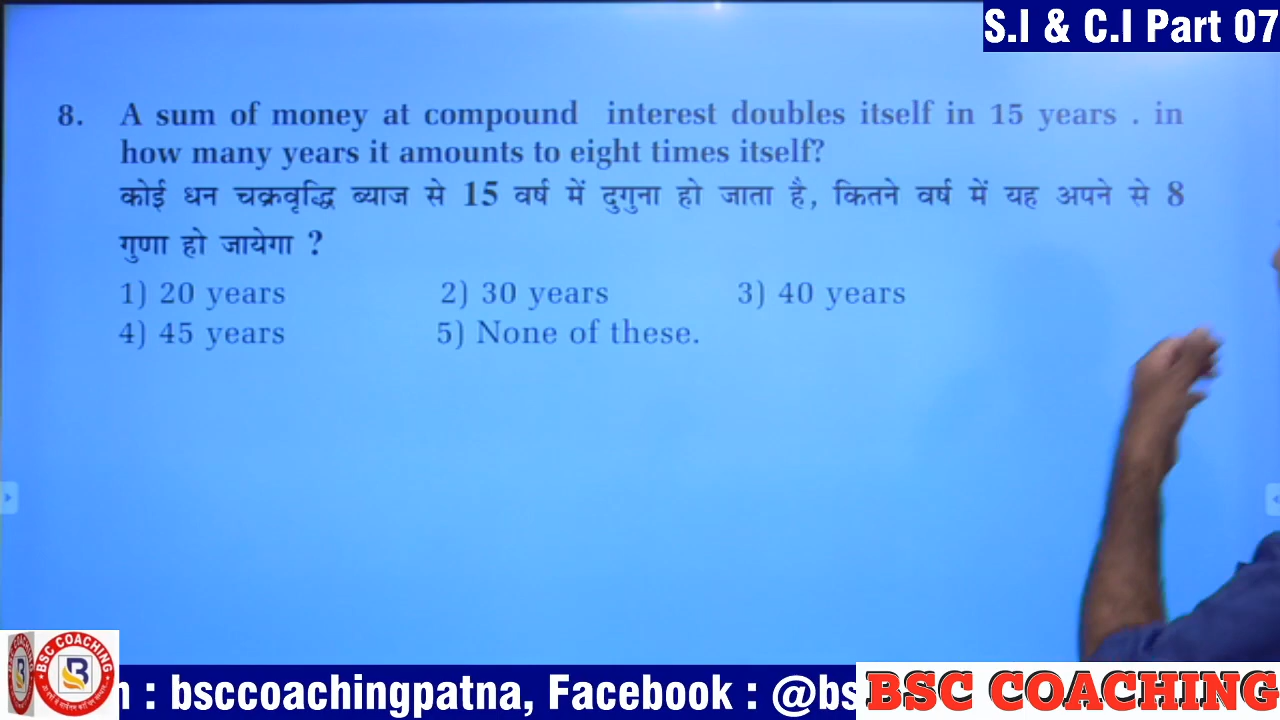 S.I & C.I Part 07
8. A sum of money at compound interest doubles itself in 15 years . in
how many years it amounts to eight times itself?
कोई धन चक्रवृद्धि ब्याज से 15 वर्ष में दुगुना हो जाता है, कितने वर्ष में यह अपने से 8
गुणा हो जायेगा ?
1) 20 years 2) 30 years 3) 40 years
4) 45 years 5) None of these.
BSC COACHING
: bsccoachingpatna, Facebook : @bs
BSC COACHING